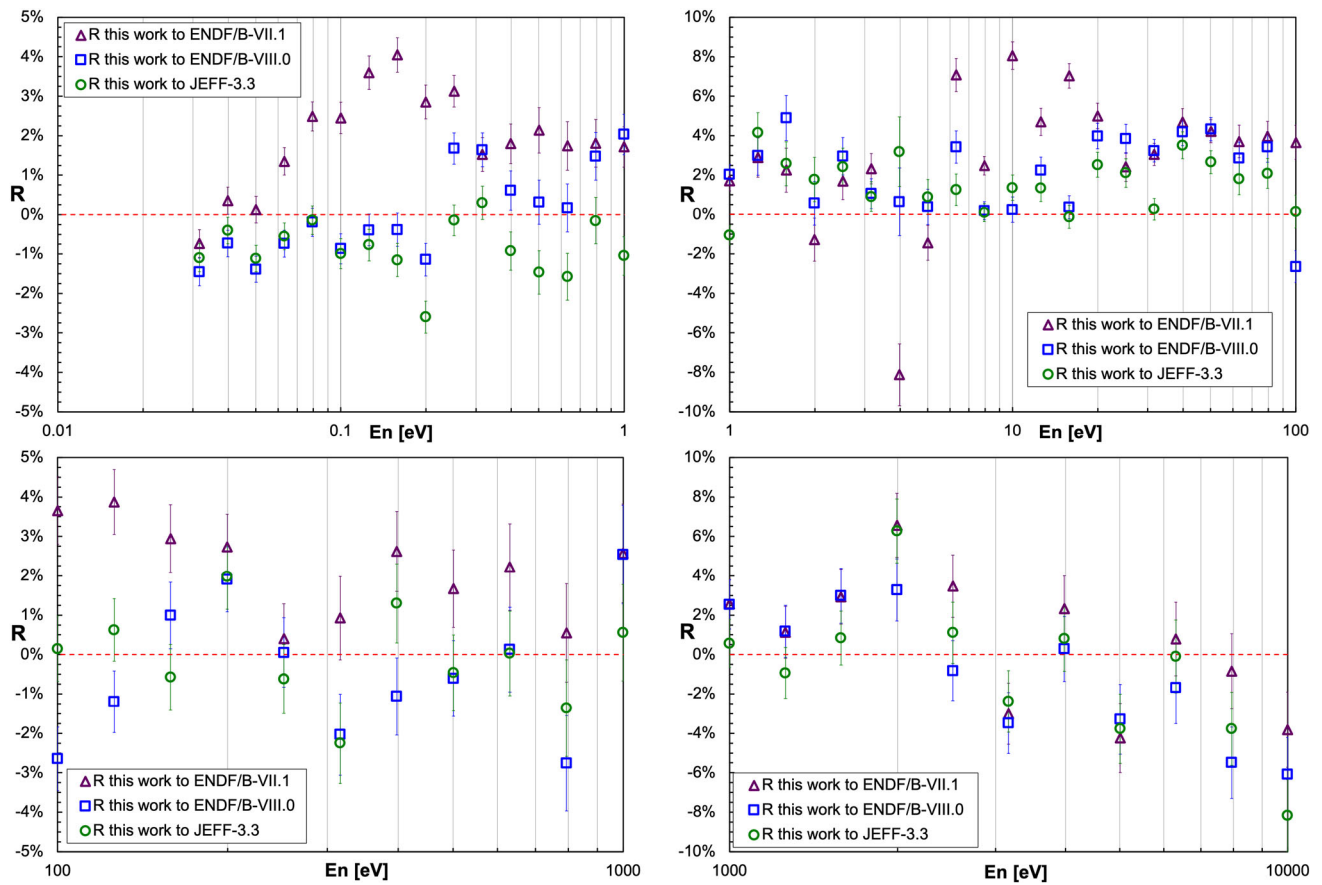 5%
4%
3%
2%
1%
0%
-1%
-2%
-3%
-4%
-5%
R
R this work to ENDF/B-VII.1
R this work to ENDF/B-VIII.0
R this work to JEFF-3.3
0.01
0.1
1
En [eV]
10%
8%
6%
4%
2%
0%
-2%
-4%
-6%
-8%
-10%
R
R this work to ENDF/B-VII.1
R this work to ENDF/B-VIII.0
R this work to JEFF-3.3
1
10
100
En [eV]
5%
4%
3%
2%
1%
0%
-1%
-2%
-3%
-4%
-5%
R
R this work to ENDF/B-VII.1
R this work to ENDF/B-VIII.0
R this work to JEFF-3.3
100
En [eV]
1000
10%
8%
6%
4%
2%
0%
-2%
-4%
-6%
-8%
-10%
R
R this work to ENDF/B-VII.1
R this work to ENDF/B-VIII.0
R this work to JEFF-3.3
1000
En [eV]
10000